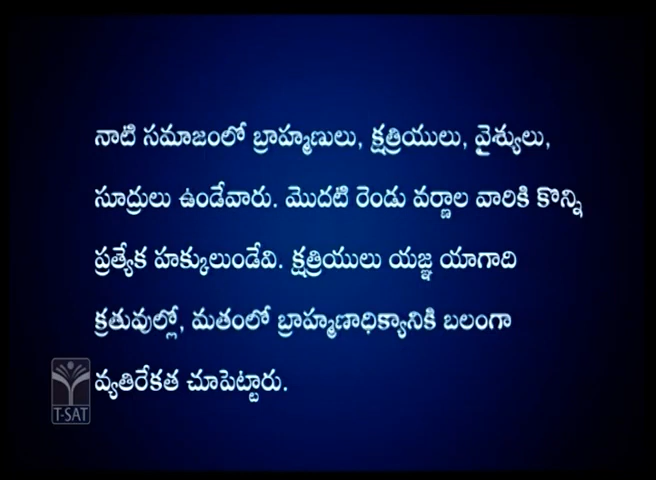 నాటి సమాజంలో బ్రాహ్మణులు, క్షత్రియులు, వైశ్యులు,
సూద్రులు ఉండేవారు. మొదటి రెండు వర్ణాల వారికి కొన్ని
ప్రత్యేక హక్కులుండేవి. క్షత్రియులు యజ్ఞ యాగాది
క్రతువుల్లో, మతంలో బ్రాహ్మణాధిక్యానికి బలంగా
వ్యతిరేకత చూపెట్టారు.
T-SAT